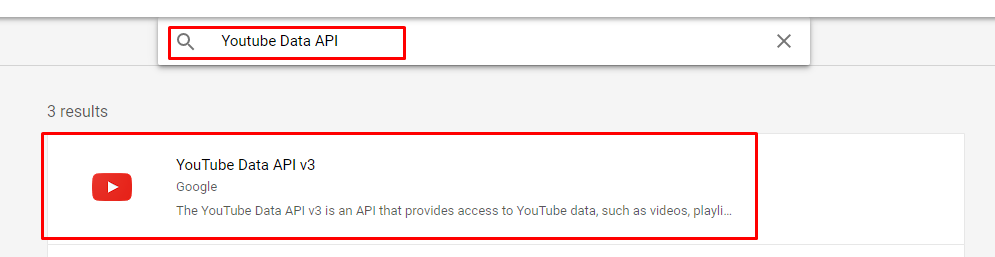 Youtube Data API
3 results
YouTube Data API v3
Google
The YouTube Data API v3 is an API that provides access to YouTube data, such as videos, playli...